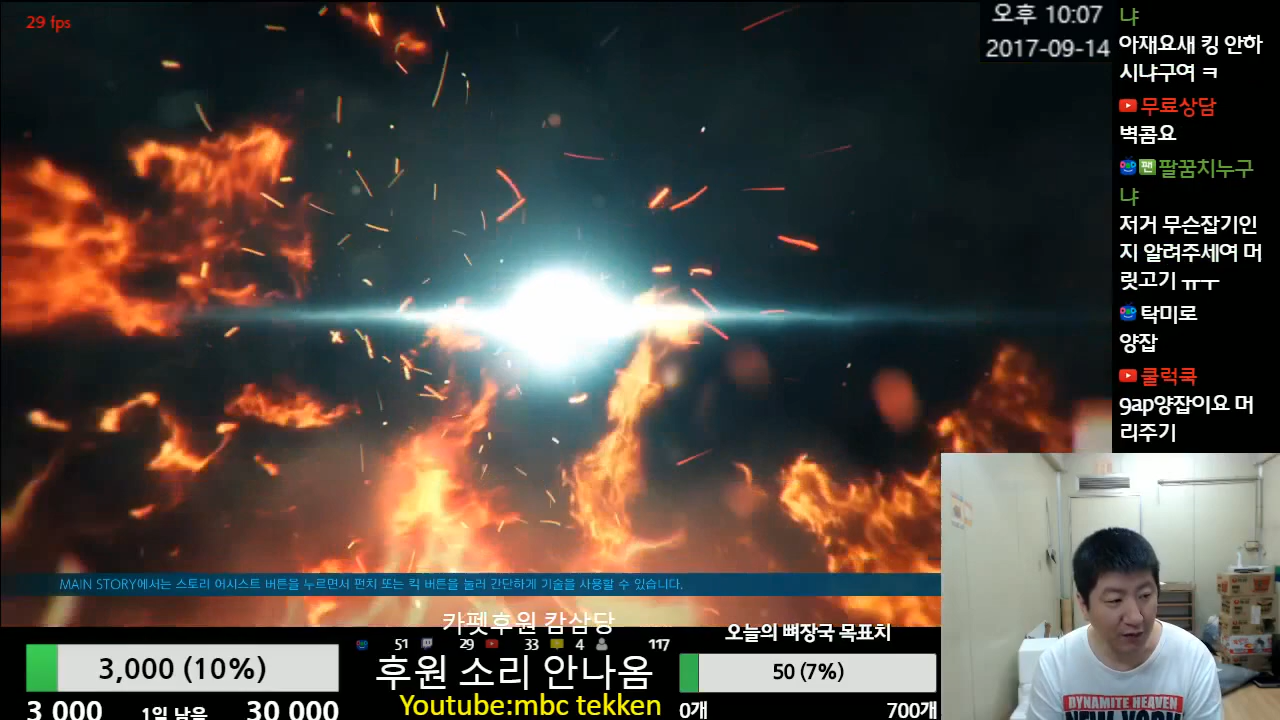 29 fps
오후 10:07
2017-09-14
냐
아재요새 킹 안하
시냐구여 ㅋ
무료상담
벽콤요
팬 팔꿈치누구
냐
저거 무슨잡기인
지 알려주세여 머
릿고기 ㅠㅜ
탁미로
양잡
쿨럭쿡
9ap양잡이요 머
리주기
MAIN STORY에서는 스토리 어시스트 버튼을 누르면서 펀치 또는 킥 버튼을 눌러 간단하게 기술을 사용할 수 있습니다.
카펫후원 캄삼당
51 29 33 4 117
후원 소리 안나옴
Youtube:mbc tekken
3,000 (10%)
3 000 1일 남음 30 000
오늘의 뼈장국 목표치
50 (7%)
0개 700개
DYNAMITE HEAVEN
NEW YORK